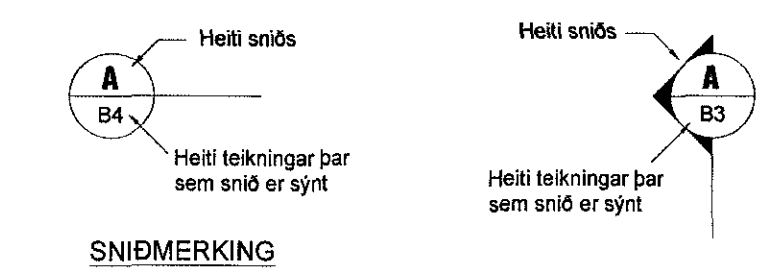 Heiti sniðs
A
B4
Heiti teikningar þar
sem snið er sýnt
SNIÐMERKING
Heiti sniðs
A
B3
Heiti teikningar þar
sem snið er sýnt